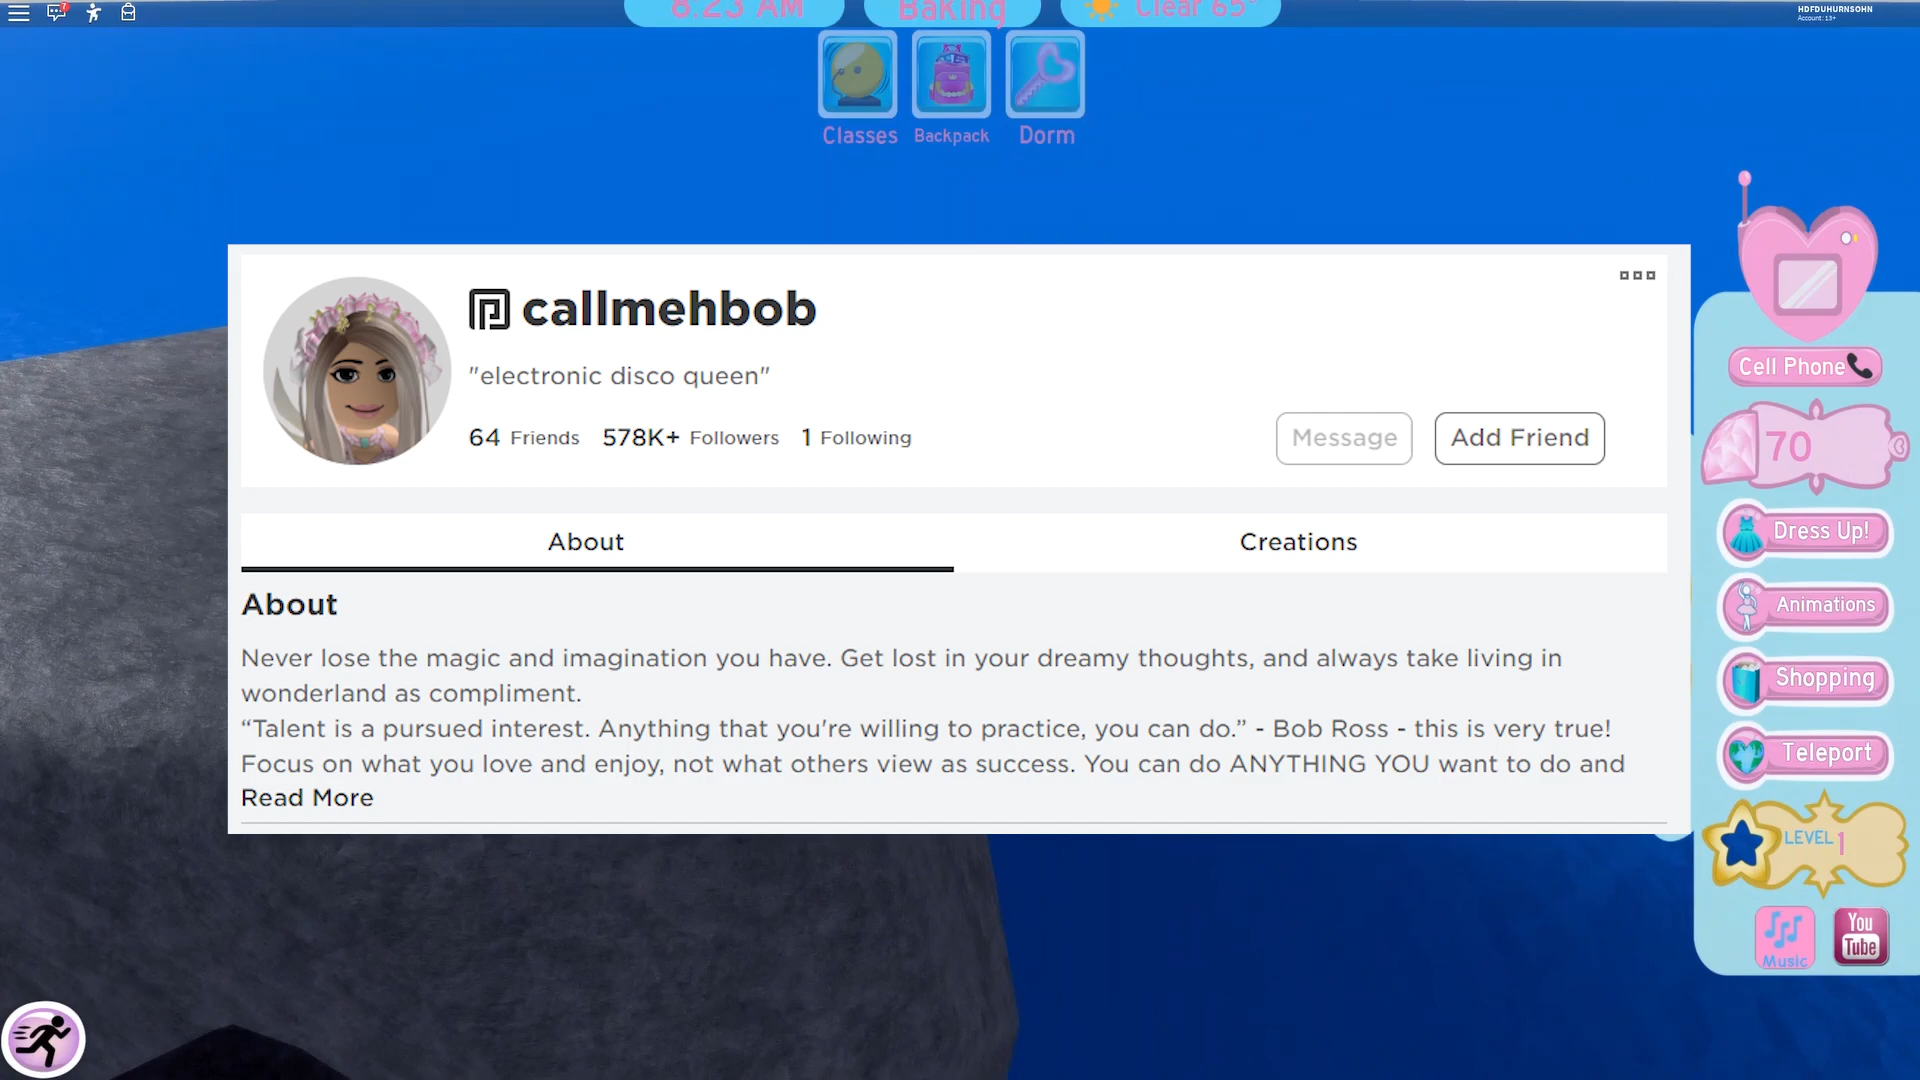 7
8:23 AM
Baking
Clear 65°
HDFDUHURNSOHN
Account: 13+
Classes
Backpack
Dorm
callmehbob
"electronic disco queen"
64 Friends 578K+ Followers 1 Following
Message
Add Friend
About
Creations
About
Never lose the magic and imagination you have. Get lost in your dreamy thoughts, and always take living in
wonderland as compliment.
“Talent is a pursued interest. Anything that you're willing to practice, you can do.” - Bob Ross - this is very true!
Focus on what you love and enjoy, not what others view as success. You can do ANYTHING YOU want to do and
Read More
Cell Phone
70
Dress Up!
Animations
Shopping
Teleport
LEVEL 1
Music
You
Tube